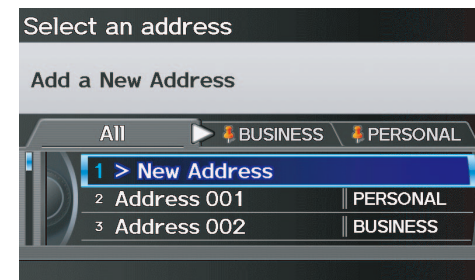 Select an address
Add a New Address
All BUSINESS PERSONAL
1 > New Address
2 Address 001 PERSONAL
3 Address 002 BUSINESS